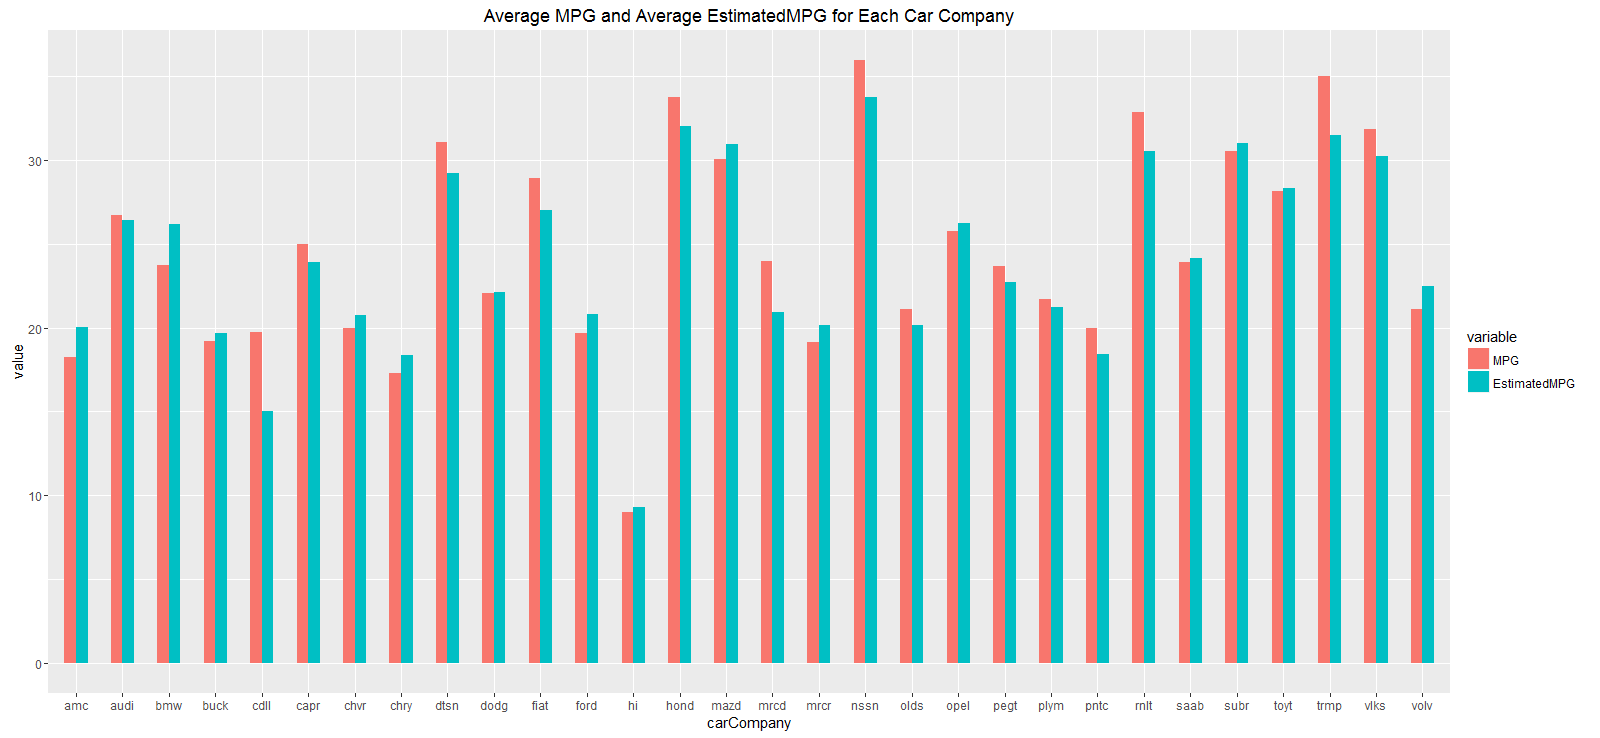 Average MPG and Average EstimatedMPG for Each Car Company
value
30
20
10
0
amc audi bmw buck cdll capr chvr chry dtsn dodg fiat ford hi hond mazd mrcd mrcr nssn olds opel pegt plym pntc rnlt saab subr toyt trmp vlks volv
carCompany
variable
MPG
EstimatedMPG